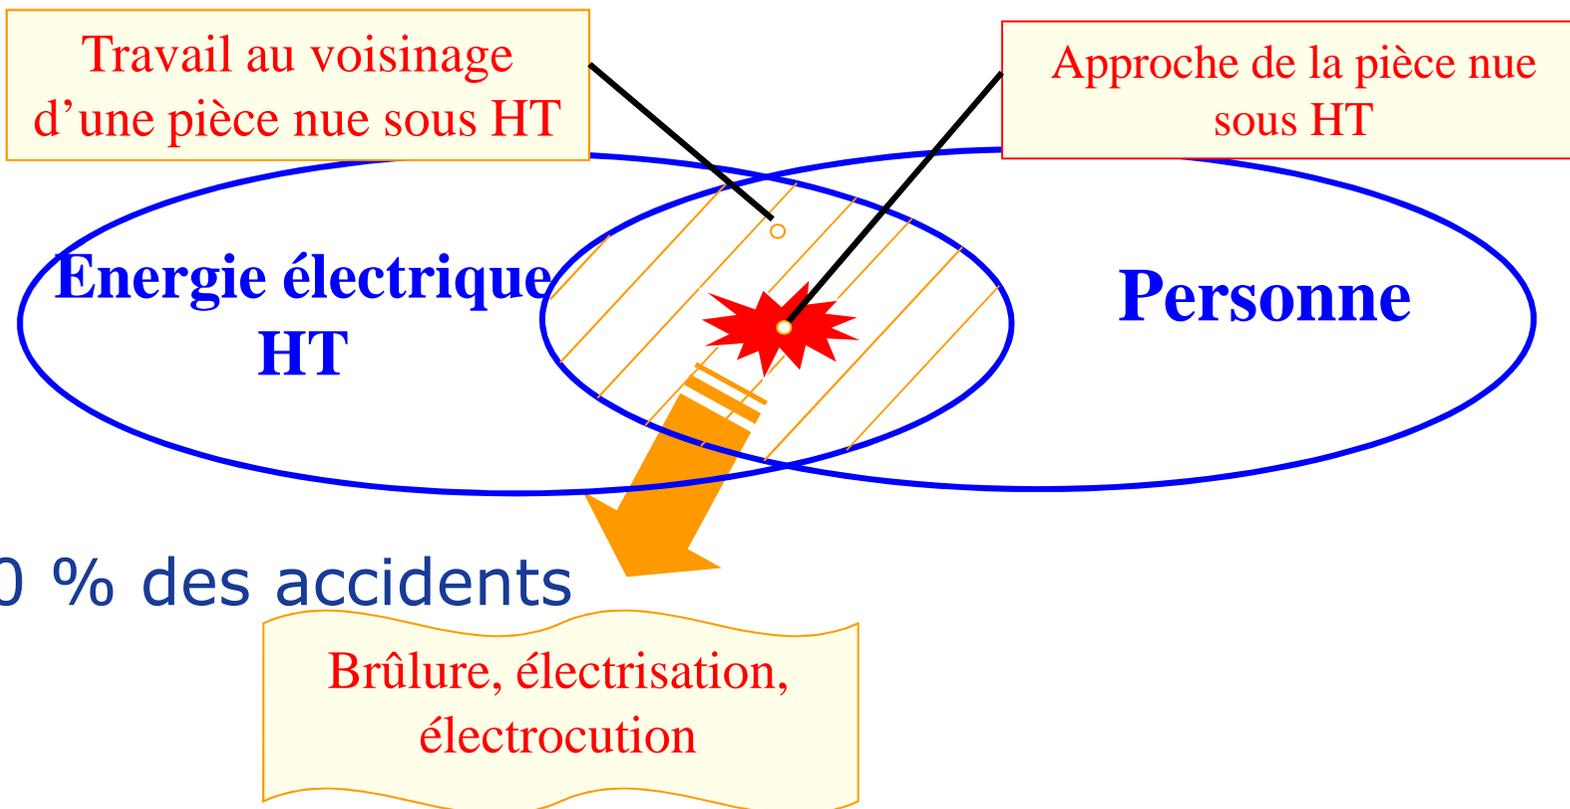 Travail au voisinage
d’une pièce nue sous HT
Approche de la pièce nue
sous HT
Energie électrique
HT
Personne
0 % des accidents
Brûlure, électrisation,
électrocution